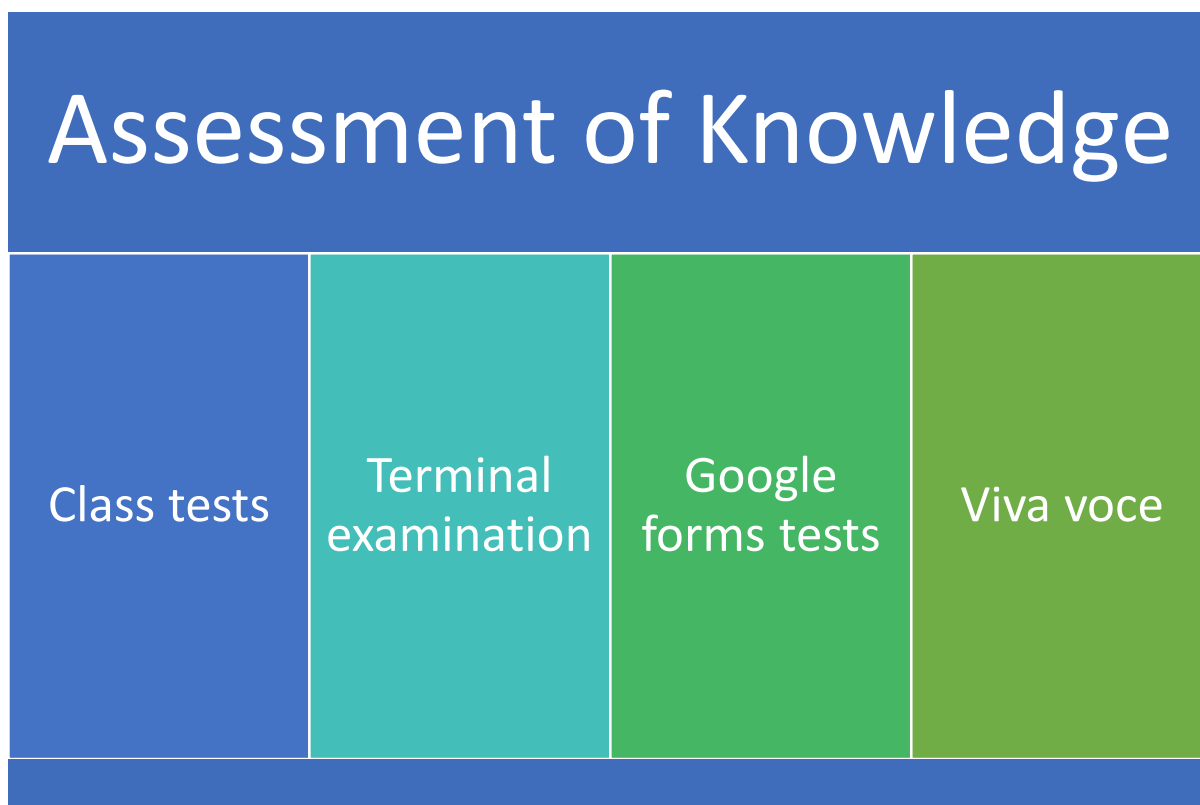 Assessment of Knowledge
Class tests
Terminal
examination
Google
forms tests
Viva voce